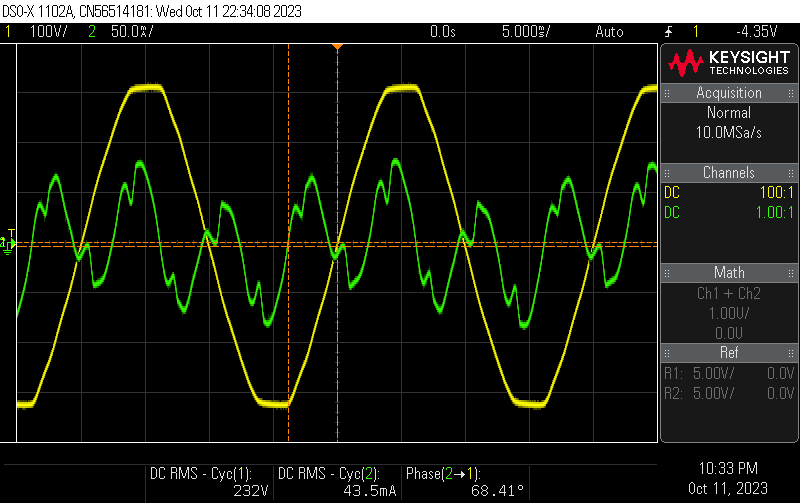 DSO-X 1102A, CN56514181: Wed Oct 11 22:34:08 2023
1 100V/ 2 50.0%/ 0.0s 5.000%/ Auto 1 -4.35V
KEYSIGHT
TECHNOLOGIES
Acquisition
Normal
10.0MSa/s
Channels
DC 100:1
DC 1.00:1
Math
Ch1 + Ch2
1.00V/
0.0V
Ref
R1: 5.00V/ 0.0V
R2: 5.00V/ 0.0V
T
DC RMS - Cyc(1):
232V
DC RMS - Cyc(2):
43.5mA
Phase(2→1):
68.41°
10:33 PM
Oct 11, 2023